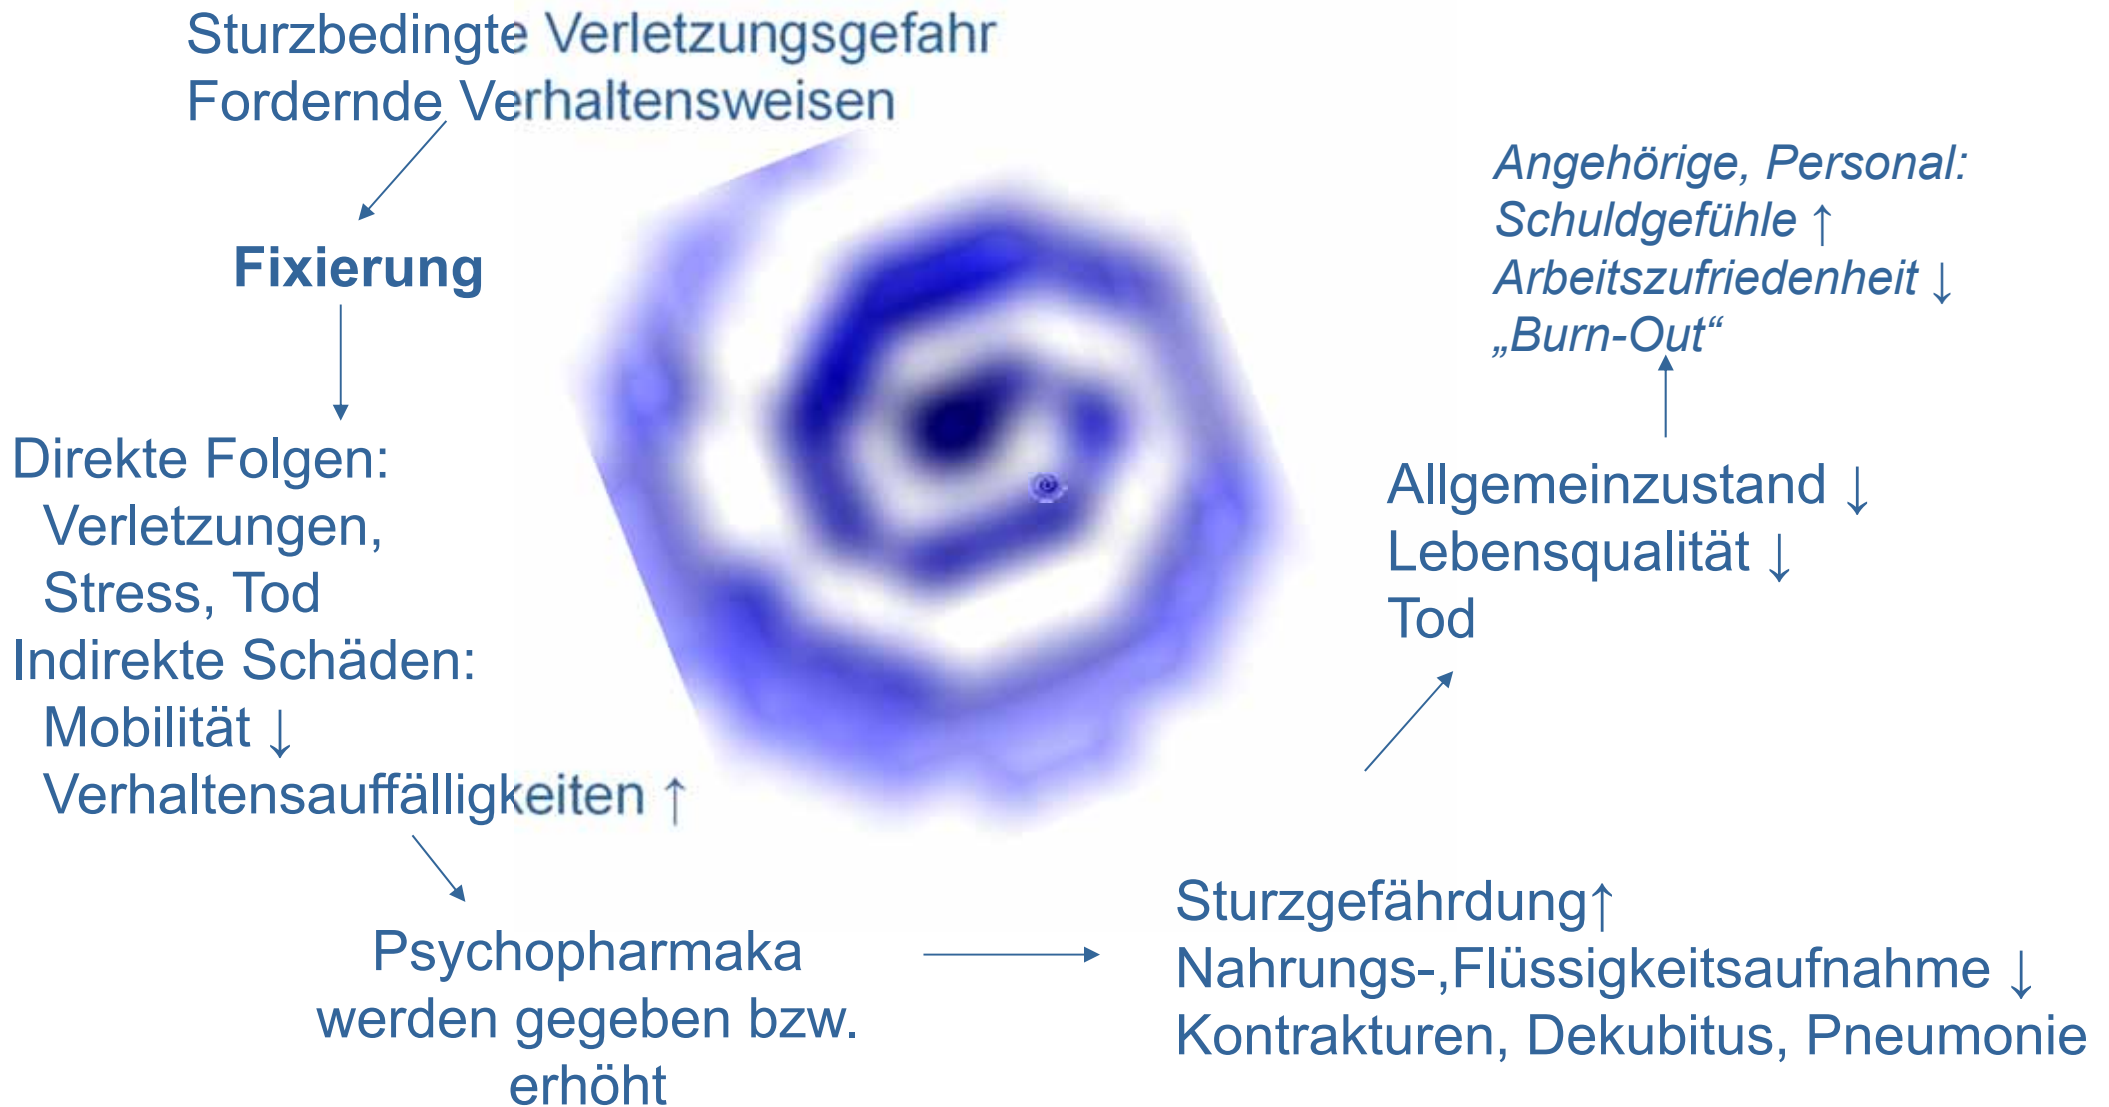 Sturzbedingte Verletzungsgefahr
Fordernde Verhaltensweisen
Fixierung
Direkte Folgen:
Verletzungen,
Stress, Tod
Indirekte Schäden:
Mobilität ↓
Verhaltensauffälligkeiten ↑
Psychopharmaka
werden gegeben bzw.
erhöht
Sturzgefährdung↑
Nahrungs-,Flüssigkeitsaufnahme ↓
Kontrakturen, Dekubitus, Pneumonie
Allgemeinzustand ↓
Lebensqualität ↓
Tod
Angehörige, Personal:
Schuldgefühle ↑
Arbeitszufriedenheit ↓
„Burn-Out“